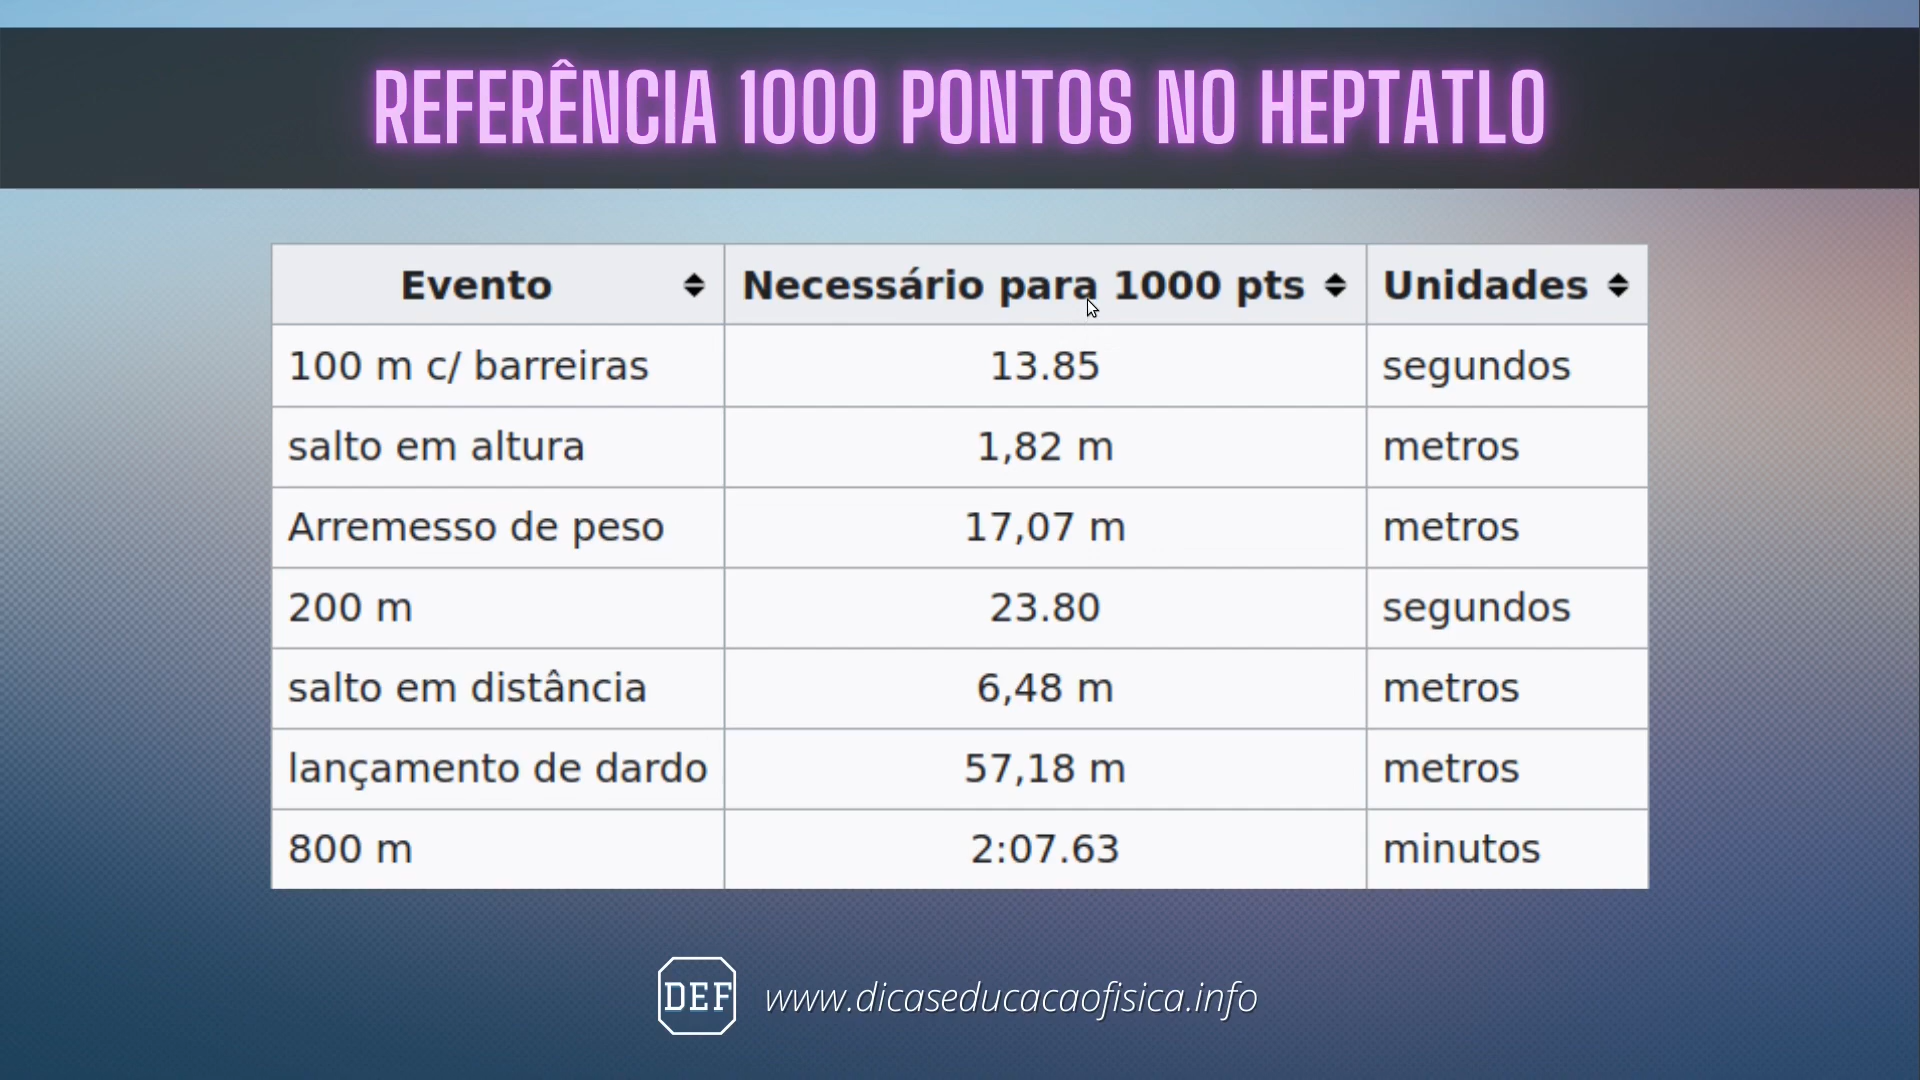 REFERÊNCIA 1000 PONTOS NO HEPTATLO
Evento Necessário para 1000 pts Unidades
100 m c/ barreiras 13.85 segundos
salto em altura 1,82 m metros
Arremesso de peso 17,07 m metros
200 m 23.80 segundos
salto em distância 6,48 m metros
lançamento de dardo 57,18 m metros
800 m 2:07.63 minutos
DEF www.dicaseducacaofisica.info